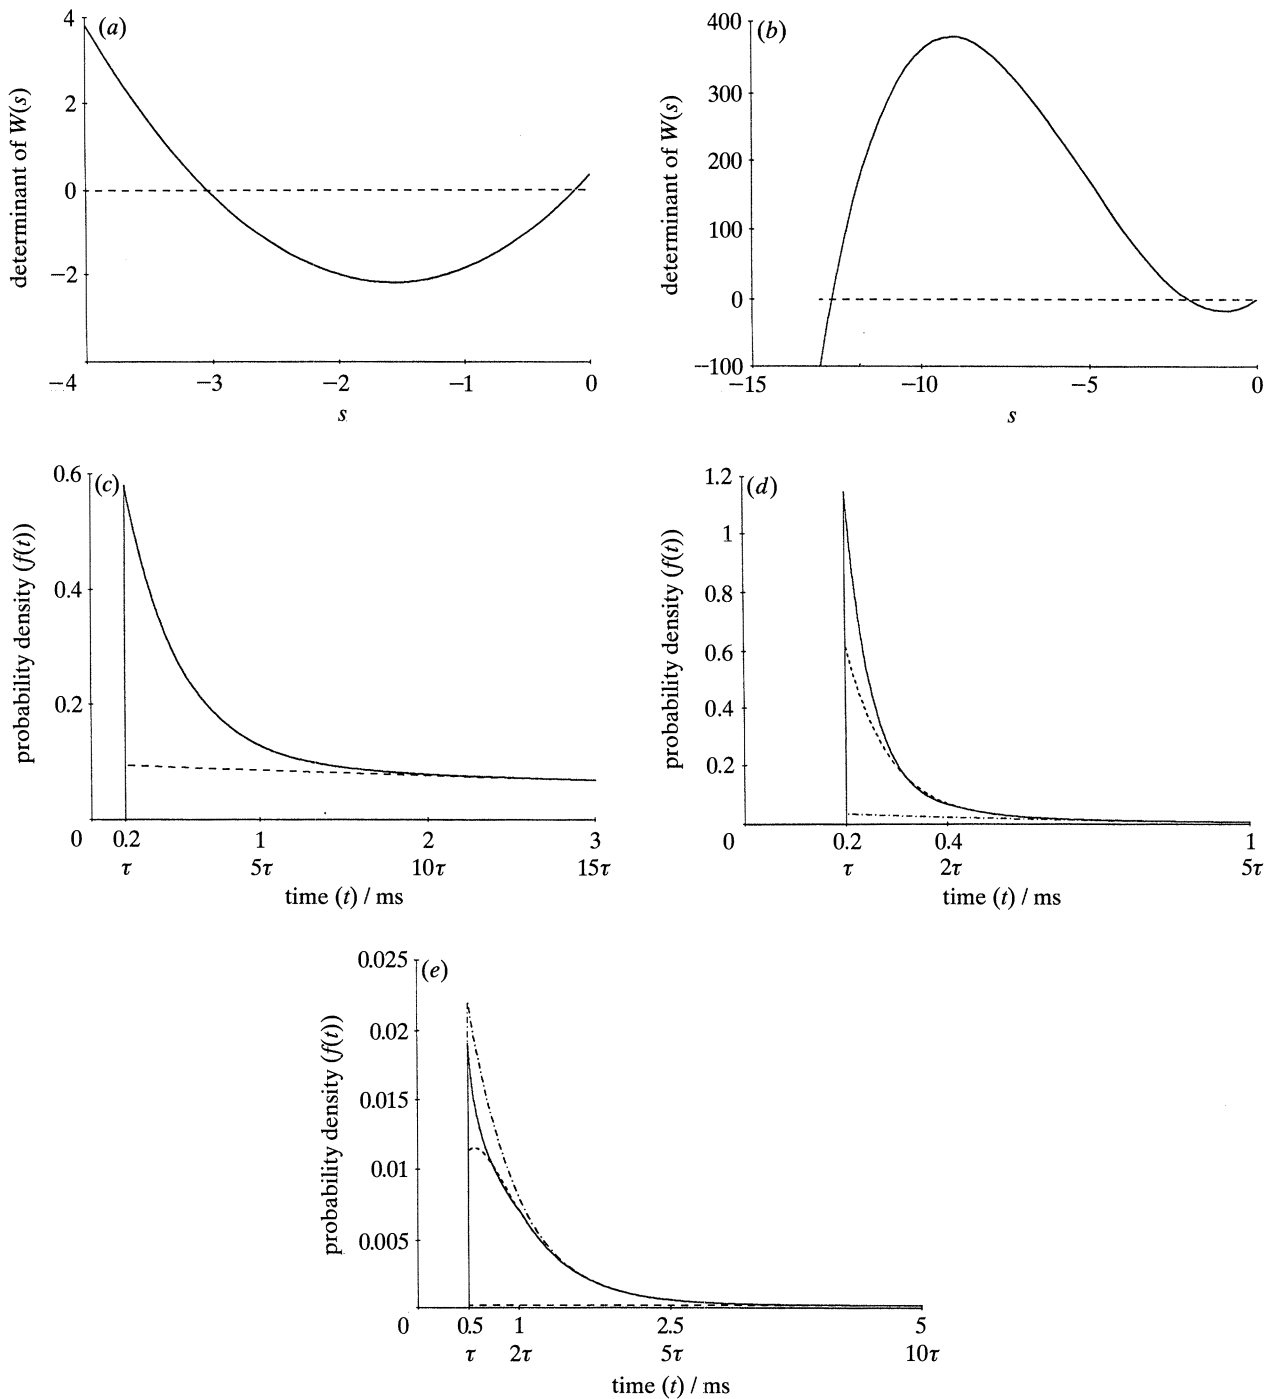 (a)
4
2
0
−2
determinant of W(s)
−4
−3
−2
−1
0
s
(b)
400
300
200
100
0
−100
determinant of W(s)
−15
−10
−5
0
s
(c)
0.6
0.4
0.2
probability density (f(t))
0 0.2 1 2 3
τ 5τ 10τ 15τ
time (t) / ms
(d)
1.2
1
0.8
0.6
0.4
0.2
probability density (f(t))
0 0.2 0.4 1
τ 2τ 5τ
time (t) / ms
(e)
0.025
0.02
0.015
0.01
0.005
probability density (f(t))
0 0.5 1 2.5 5
τ 2τ 5τ 10τ
time (t) / ms